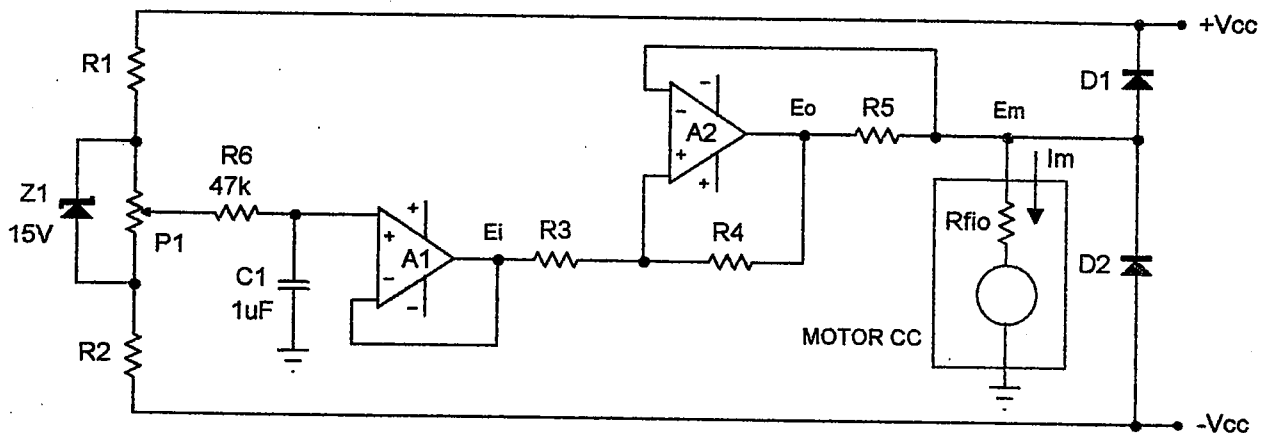 +Vcc
R1
D1
A2
-
+
-
+
Eo
R5
Em
Im
Z1
15V
P1
R6
47k
C1
1uF
+
-
A1
+
-
Ei
R3
R4
Rfio
D2
MOTOR CC
R2
-Vcc